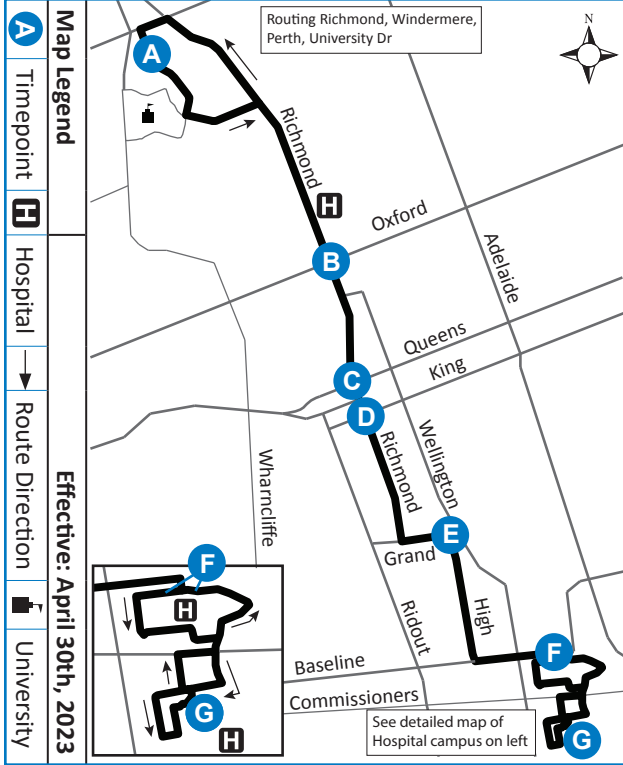 Routing Richmond, Windermere,
Perth, University Dr
N
A
Richmond
H
Oxford
B
Adelaide
Queens
King
C
D
Richmond
Wellington
E
Grand
Ridout
High
Wharncliffe
F
Baseline
Commissioners
G
See detailed map of
Hospital campus on left
F
H
G
H
Map Legend
Effective: April 30th, 2023
A Timepoint
H Hospital
Route Direction
University